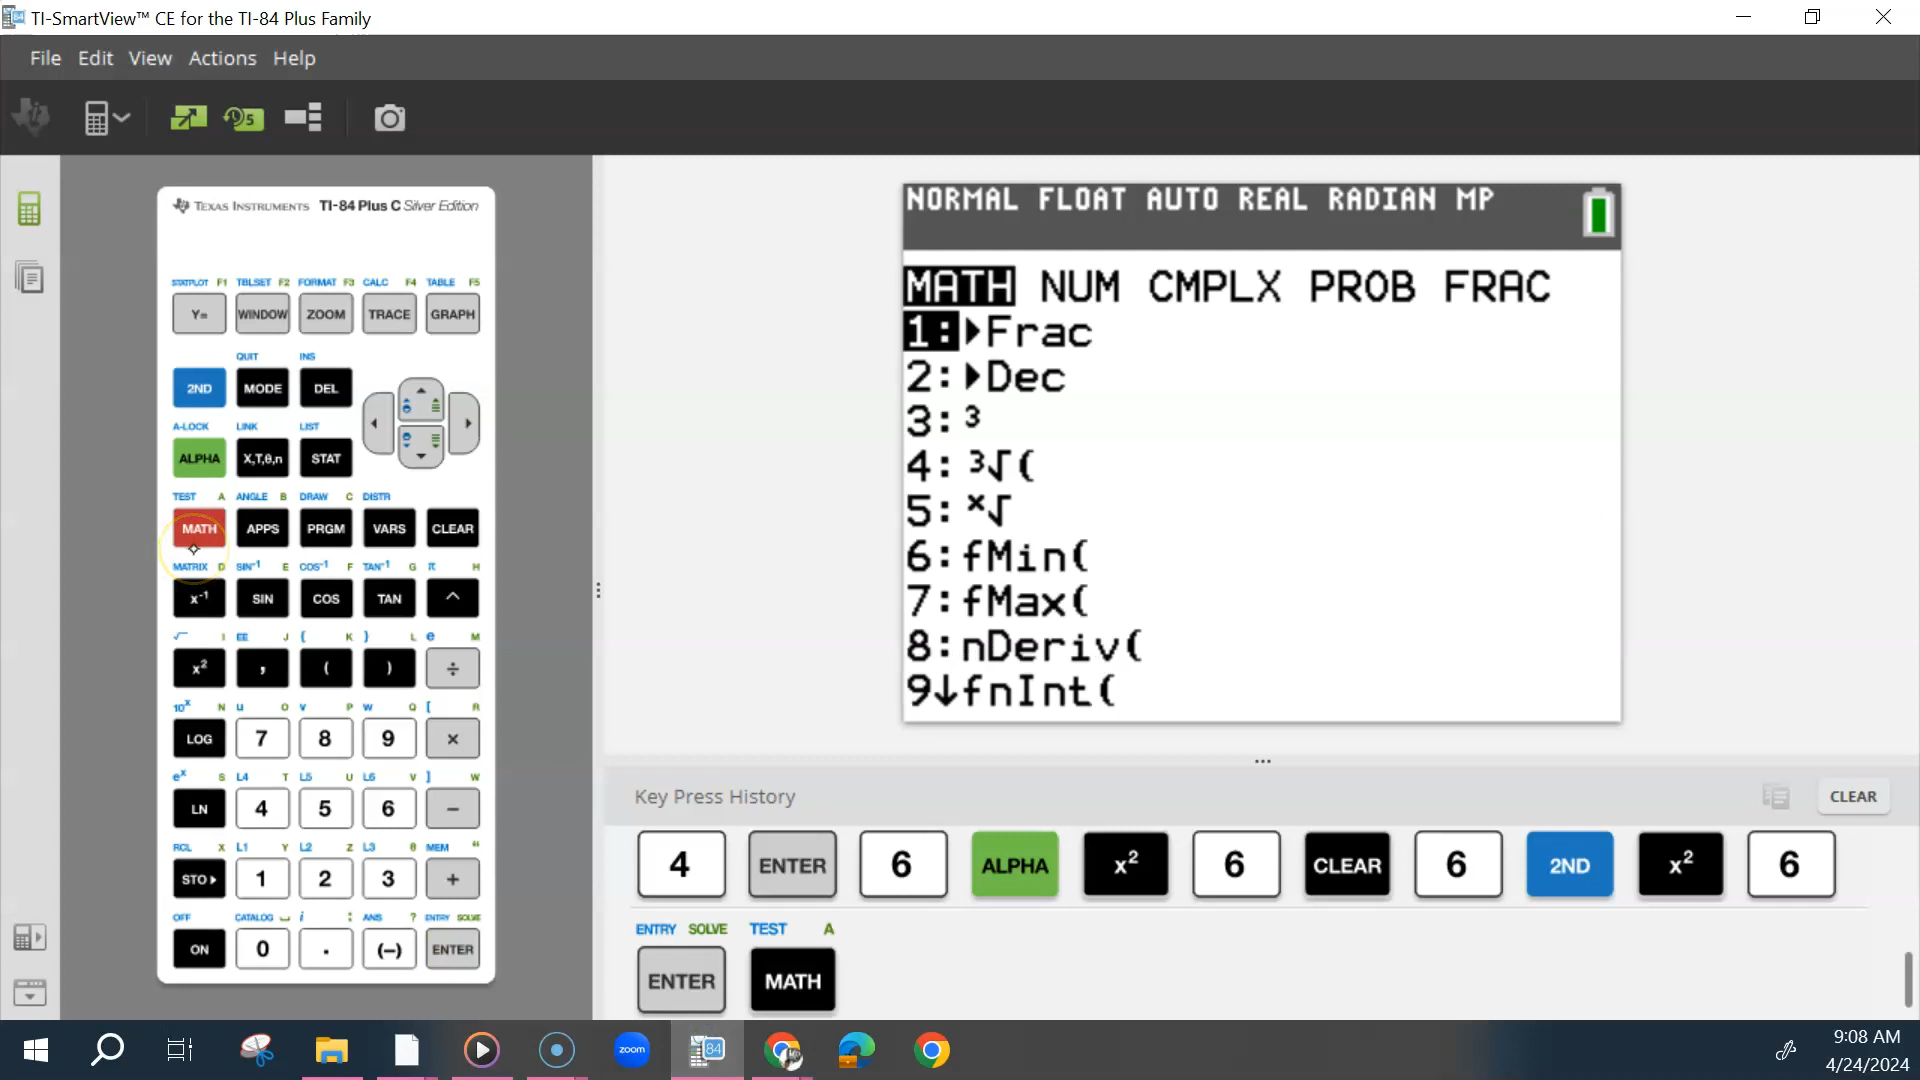 TI-SmartView™ CE for the TI-84 Plus Family
File Edit View Actions Help
TEXAS INSTRUMENTS TI-84 Plus C Silver Edition
STATPLOT F1 TBLSET F2 FORMAT F3 CALC F4 TABLE F5
Y= WINDOW ZOOM TRACE GRAPH
QUIT INS
2ND MODE DEL
A-LOCK LINK LIST
ALPHA X,T,θ,n STAT
TEST A ANGLE B DRAW C DISTR
MATH APPS PRGM VARS CLEAR
MATRIX D SIN⁻¹ E COS⁻¹ F TAN⁻¹ G π H
x⁻¹ SIN COS TAN ^
√ I EE J { K } L e M
x² , ( ) ÷
10ˣ N u O v P w Q [ R
LOG 7 8 9 ×
eˣ S L4 T L5 U L6 V ] W
LN 4 5 6 −
RCL X L1 Y L2 Z L3 θ MEM "
STO▸ 1 2 3 +
OFF CATALOG ⎵ i : ANS ? ENTRY SOLVE
ON 0 . (−) ENTER
NORMAL FLOAT AUTO REAL RADIAN MP
MATH NUM CMPLX PROB FRAC
1:▸Frac
2:▸Dec
3:³
4:³√(
5:ˣ√
6:fMin(
7:fMax(
8:nDeriv(
9↓fnInt(
Key Press History
CLEAR
4 ENTER 6 ALPHA x² 6 CLEAR 6 2ND x² 6
ENTRY SOLVE TEST A
ENTER MATH
zoom
84
9:08 AM
4/24/2024